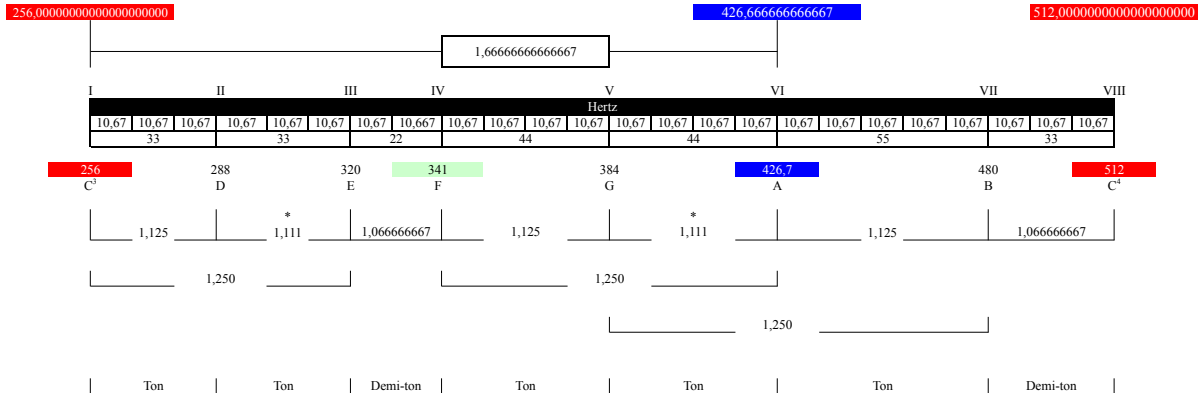 256,000000000000000000 426,666666666667 512,0000000000000000000
1,66666666666667
I II III IV V VI VII VIII
Hertz
10,67 10,67 10,67 10,67 10,67 10,67 10,67 10,667 10,67 10,67 10,67 10,67 10,67 10,67 10,67 10,67 10,67 10,67 10,67 10,67 10,67 10,67 10,67 10,67
33 33 22 44 44 55 33
256 288 320 341 384 426,7 480 512
C³ D E F G A B C⁴
* *
1,125 1,111 1,066666667 1,125 1,111 1,125 1,066666667
1,250 1,250
1,250
Ton Ton Demi-ton Ton Ton Ton Demi-ton